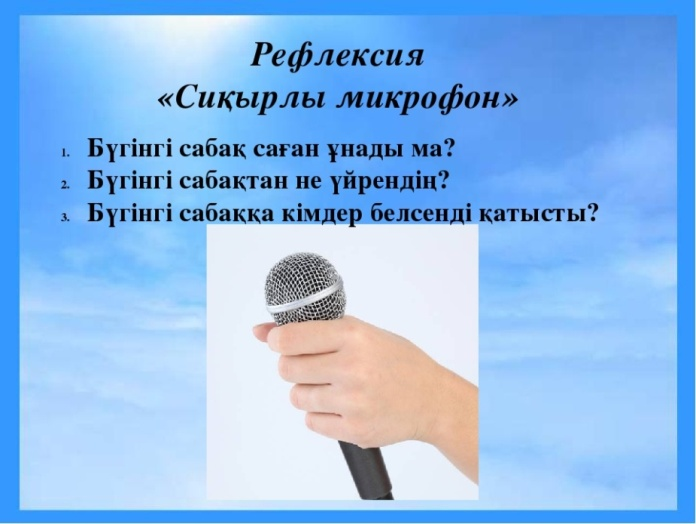 Рефлексия
«Сиқырлы микрофон»
1. Бүгінгі сабақ саған ұнады ма?
2. Бүгінгі сабақтан не үйрендің?
3. Бүгінгі сабаққа кімдер белсенді қатысты?